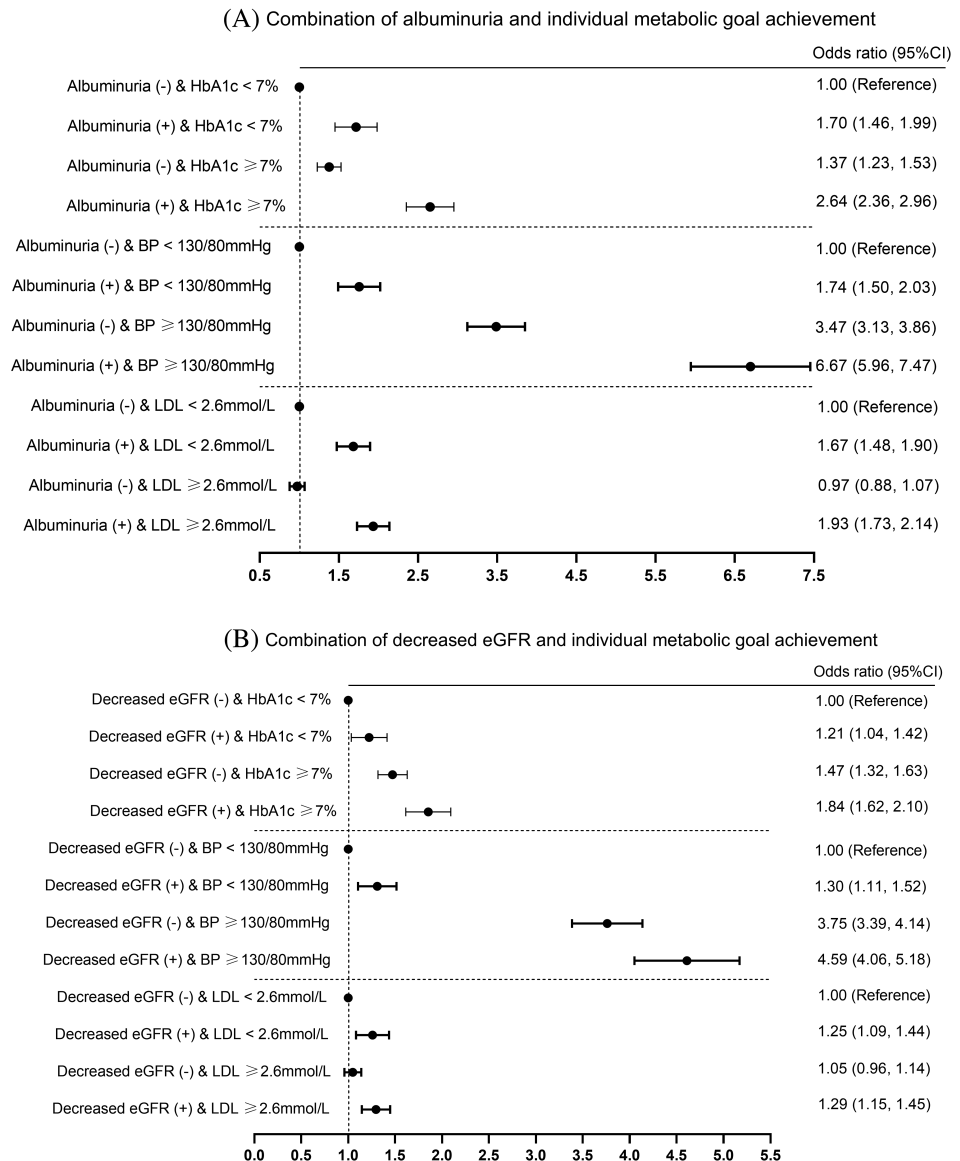 (A) Combination of albuminuria and individual metabolic goal achievement
Odds ratio (95%CI)
Albuminuria (-) & HbA1c < 7% 1.00 (Reference)
Albuminuria (+) & HbA1c < 7% 1.70 (1.46, 1.99)
Albuminuria (-) & HbA1c ⩾7% 1.37 (1.23, 1.53)
Albuminuria (+) & HbA1c ⩾7% 2.64 (2.36, 2.96)
Albuminuria (-) & BP < 130/80mmHg 1.00 (Reference)
Albuminuria (+) & BP < 130/80mmHg 1.74 (1.50, 2.03)
Albuminuria (-) & BP ⩾130/80mmHg 3.47 (3.13, 3.86)
Albuminuria (+) & BP ⩾130/80mmHg 6.67 (5.96, 7.47)
Albuminuria (-) & LDL < 2.6mmol/L 1.00 (Reference)
Albuminuria (+) & LDL < 2.6mmol/L 1.67 (1.48, 1.90)
Albuminuria (-) & LDL ⩾2.6mmol/L 0.97 (0.88, 1.07)
Albuminuria (+) & LDL ⩾2.6mmol/L 1.93 (1.73, 2.14)
0.5 1.5 2.5 3.5 4.5 5.5 6.5 7.5
(B) Combination of decreased eGFR and individual metabolic goal achievement
Odds ratio (95%CI)
Decreased eGFR (-) & HbA1c < 7% 1.00 (Reference)
Decreased eGFR (+) & HbA1c < 7% 1.21 (1.04, 1.42)
Decreased eGFR (-) & HbA1c ⩾7% 1.47 (1.32, 1.63)
Decreased eGFR (+) & HbA1c ⩾7% 1.84 (1.62, 2.10)
Decreased eGFR (-) & BP < 130/80mmHg 1.00 (Reference)
Decreased eGFR (+) & BP < 130/80mmHg 1.30 (1.11, 1.52)
Decreased eGFR (-) & BP ⩾130/80mmHg 3.75 (3.39, 4.14)
Decreased eGFR (+) & BP ⩾130/80mmHg 4.59 (4.06, 5.18)
Decreased eGFR (-) & LDL < 2.6mmol/L 1.00 (Reference)
Decreased eGFR (+) & LDL < 2.6mmol/L 1.25 (1.09, 1.44)
Decreased eGFR (-) & LDL ⩾2.6mmol/L 1.05 (0.96, 1.14)
Decreased eGFR (+) & LDL ⩾2.6mmol/L 1.29 (1.15, 1.45)
0.0 0.5 1.0 1.5 2.0 2.5 3.0 3.5 4.0 4.5 5.0 5.5